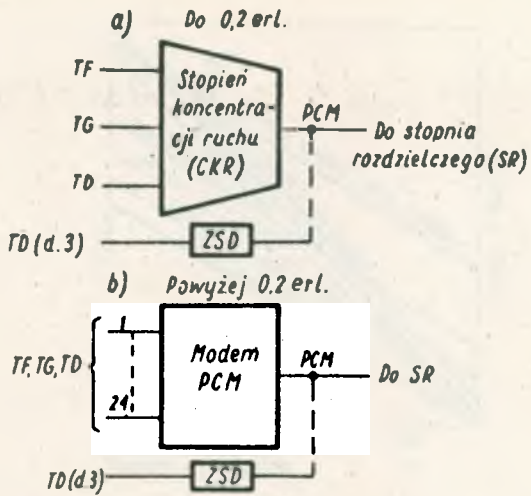 a) Do 0,2 erl.
TF
TG
TD
Stopień
koncentra-
cji ruchu
(CKR)
PCM
Do stopnia
rozdzielczego (SR)
TD (d.3)
ZSD
b) Powyżej 0,2 erl.
TF, TG, TD
1
24
Modem
PCM
PCM
Do SR
TD(d.3)
ZSD